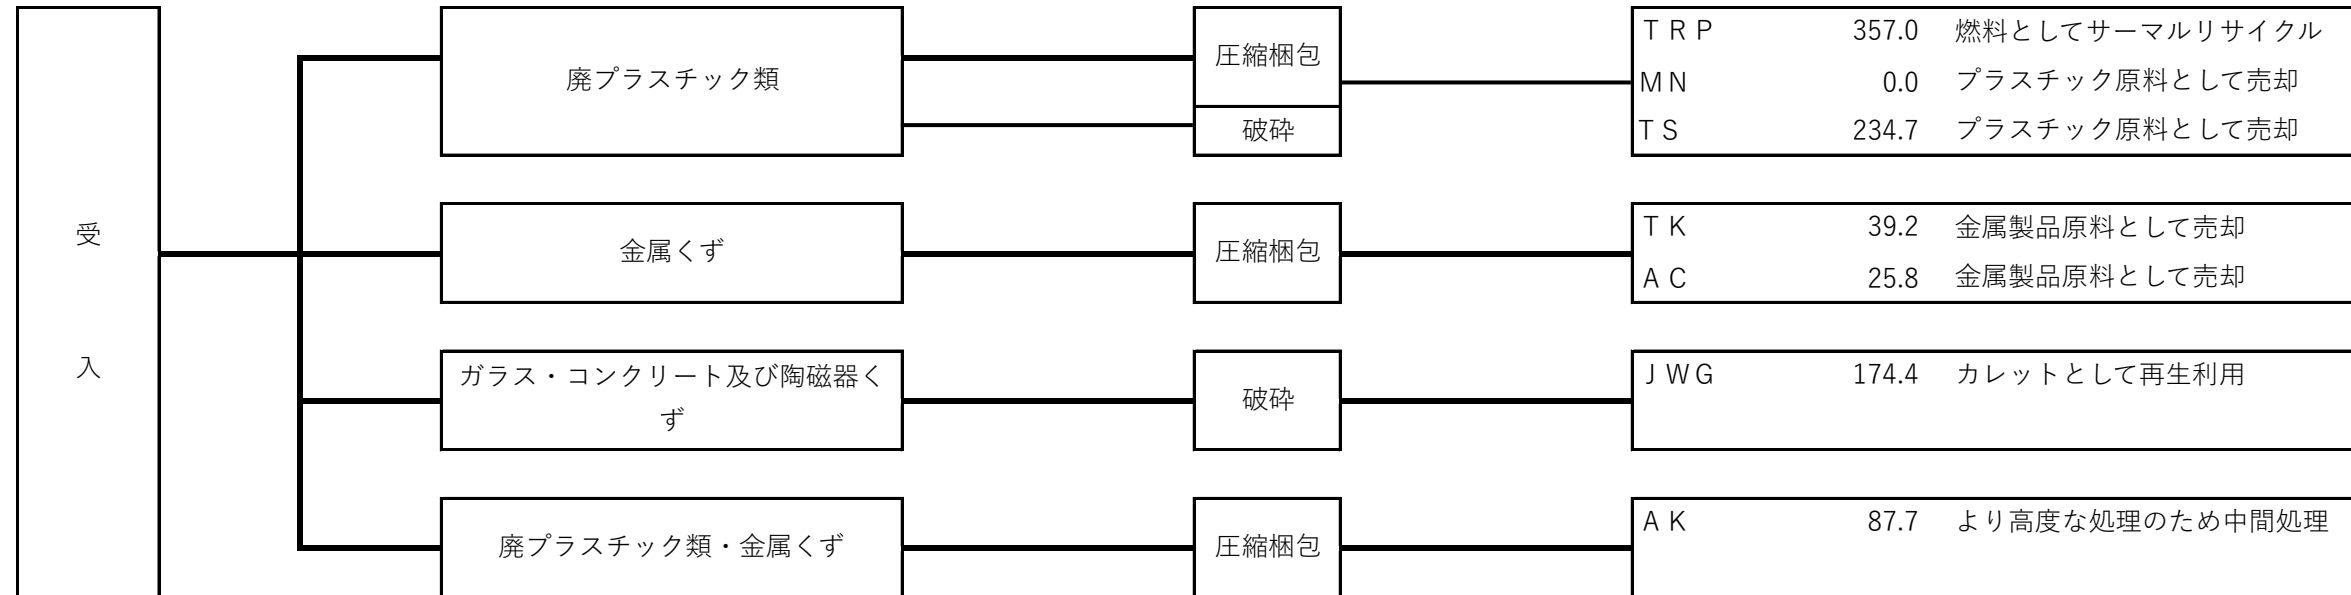 受
入
廃プラスチック類
圧縮梱包
破砕
ＴＲＰ 357.0 燃料としてサーマルリサイクル
ＭＮ 0.0 プラスチック原料として売却
ＴＳ 234.7 プラスチック原料として売却
金属くず
圧縮梱包
ＴＫ 39.2 金属製品原料として売却
ＡＣ 25.8 金属製品原料として売却
ガラス・コンクリート及び陶磁器く
ず
破砕
ＪＷＧ 174.4 カレットとして再生利用
廃プラスチック類・金属くず
圧縮梱包
ＡＫ 87.7 より高度な処理のため中間処理